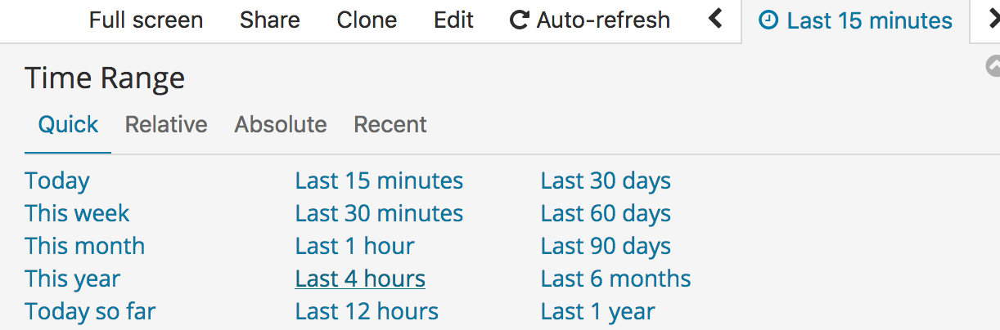 Full screen Share Clone Edit Auto-refresh Last 15 minutes
Time Range
Quick Relative Absolute Recent
Today Last 15 minutes Last 30 days
This week Last 30 minutes Last 60 days
This month Last 1 hour Last 90 days
This year Last 4 hours Last 6 months
Today so far Last 12 hours Last 1 year